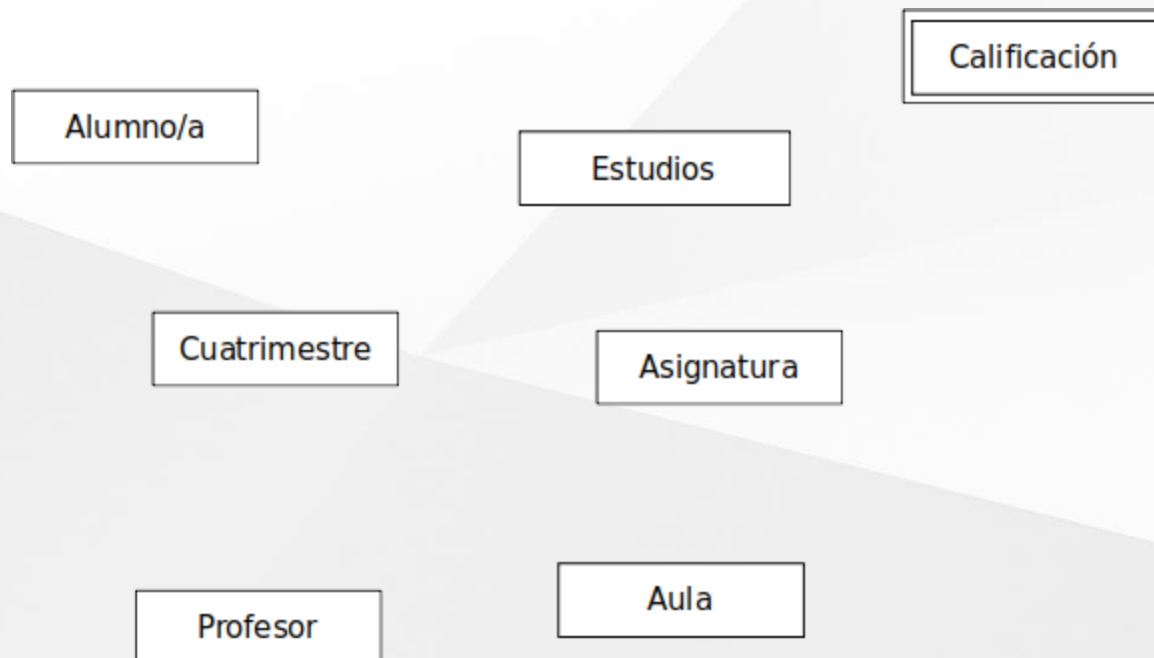 Calificación
Alumno/a
Estudios
Cuatrimestre
Asignatura
Aula
Profesor